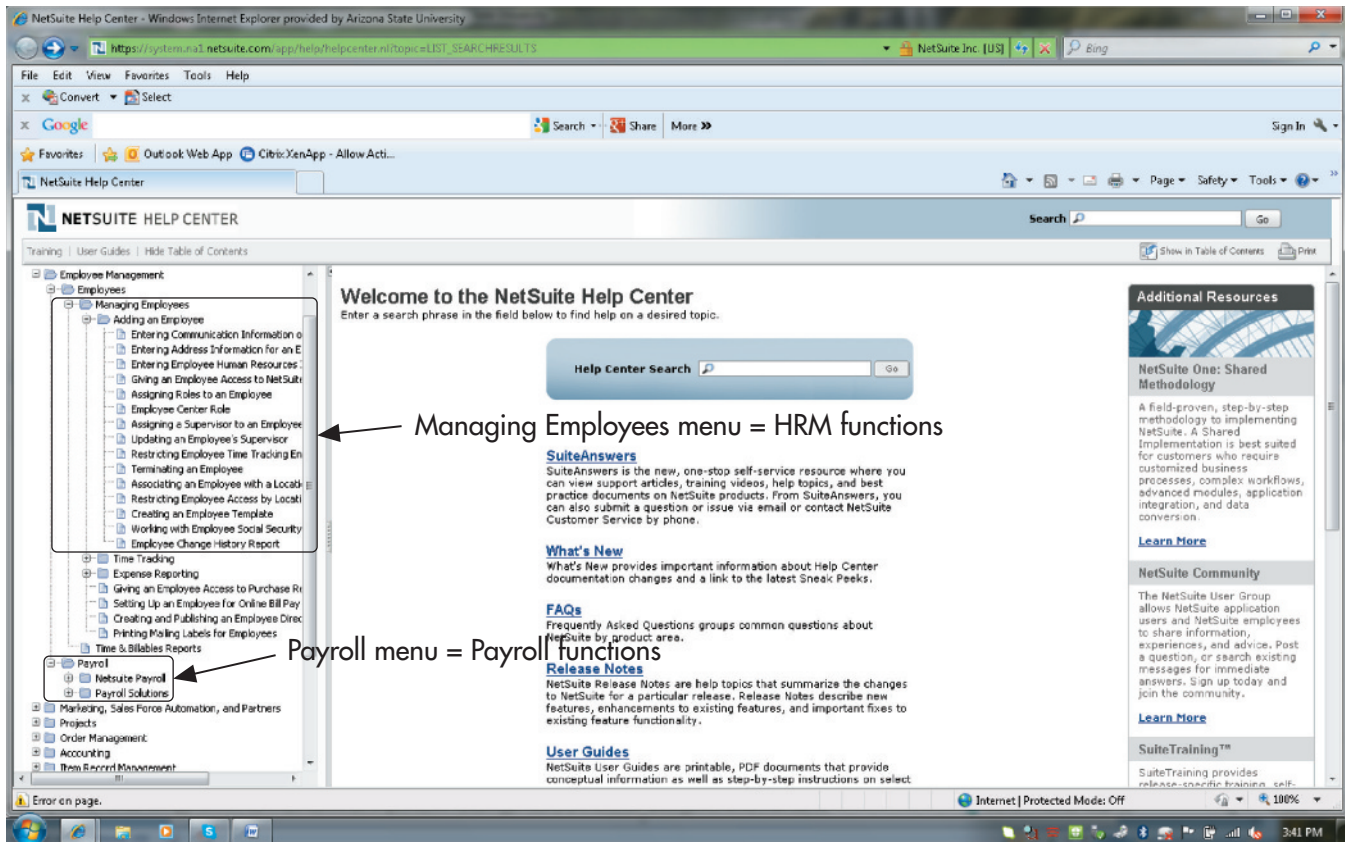 NetSuite Help Center - Windows Internet Explorer provided by Arizona State University
https://system.na1.netsuite.com/app/help/helpcenter.nl?topic=LIST_SEARCHRESULTS
NetSuite Inc. [US]
Bing
File Edit View Favorites Tools Help
x Convert Select
x Google Search Share More » Sign In
Favorites Outlook Web App Citrix XenApp - Allow Acti...
NetSuite Help Center
Page Safety Tools
NETSUITE HELP CENTER
Search Go
Training | User Guides | Hide Table of Contents
Show in Table of Contents Print
Employee Management
Employees
Managing Employees
Adding an Employee
Entering Communication Information o
Entering Address Information for an E
Entering Employee Human Resources
Giving an Employee Access to NetSuite
Assigning Roles to an Employee
Employee Center Role
Assigning a Supervisor to an Employee
Updating an Employee's Supervisor
Restricting Employee Time Tracking En
Terminating an Employee
Associating an Employee with a Locati
Restricting Employee Access by Locati
Creating an Employee Template
Working with Employee Social Security
Employee Change History Report
Time Tracking
Expense Reporting
Giving an Employee Access to Purchase Re
Setting Up an Employee for Online Bill Pay
Creating and Publishing an Employee Direc
Printing Mailing Labels for Employees
Time & Billables Reports
Payroll
Netsuite Payroll
Payroll Solutions
Marketing, Sales Force Automation, and Partners
Projects
Order Management
Accounting
Item Record Management
Managing Employees menu = HRM functions
Payroll menu = Payroll functions
Welcome to the NetSuite Help Center
Enter a search phrase in the field below to find help on a desired topic.
Help Center Search Go
SuiteAnswers
SuiteAnswers is the new, one-stop self-service resource where you
can view support articles, training videos, help topics, and best
practice documents on NetSuite products. From SuiteAnswers, you
can also submit a question or issue via email or contact NetSuite
Customer Service by phone.
What's New
What's New provides important information about Help Center
documentation changes and a link to the latest Sneak Peeks.
FAQs
Frequently Asked Questions groups common questions about
NetSuite by product area.
Release Notes
NetSuite Release Notes are help topics that summarize the changes
to NetSuite for a particular release. Release Notes describe new
features, enhancements to existing features, and important fixes to
existing feature functionality.
User Guides
NetSuite User Guides are printable, PDF documents that provide
conceptual information as well as step-by-step instructions on select
Additional Resources
NetSuite One: Shared
Methodology
A field-proven, step-by-step
methodology to implementing
NetSuite. A Shared
Implementation is best suited
for customers who require
customized business
processes, complex workflows,
advanced modules, application
integration, and data
conversion.
Learn More
NetSuite Community
The NetSuite User Group
allows NetSuite application
users and NetSuite employees
to share information,
experiences, and advice. Post
a question, or search existing
messages for immediate
answers. Sign up today and
join the community.
Learn More
SuiteTraining™
SuiteTraining provides
release-specific training, self-
Error on page.
Internet | Protected Mode: Off
100%
3:41 PM